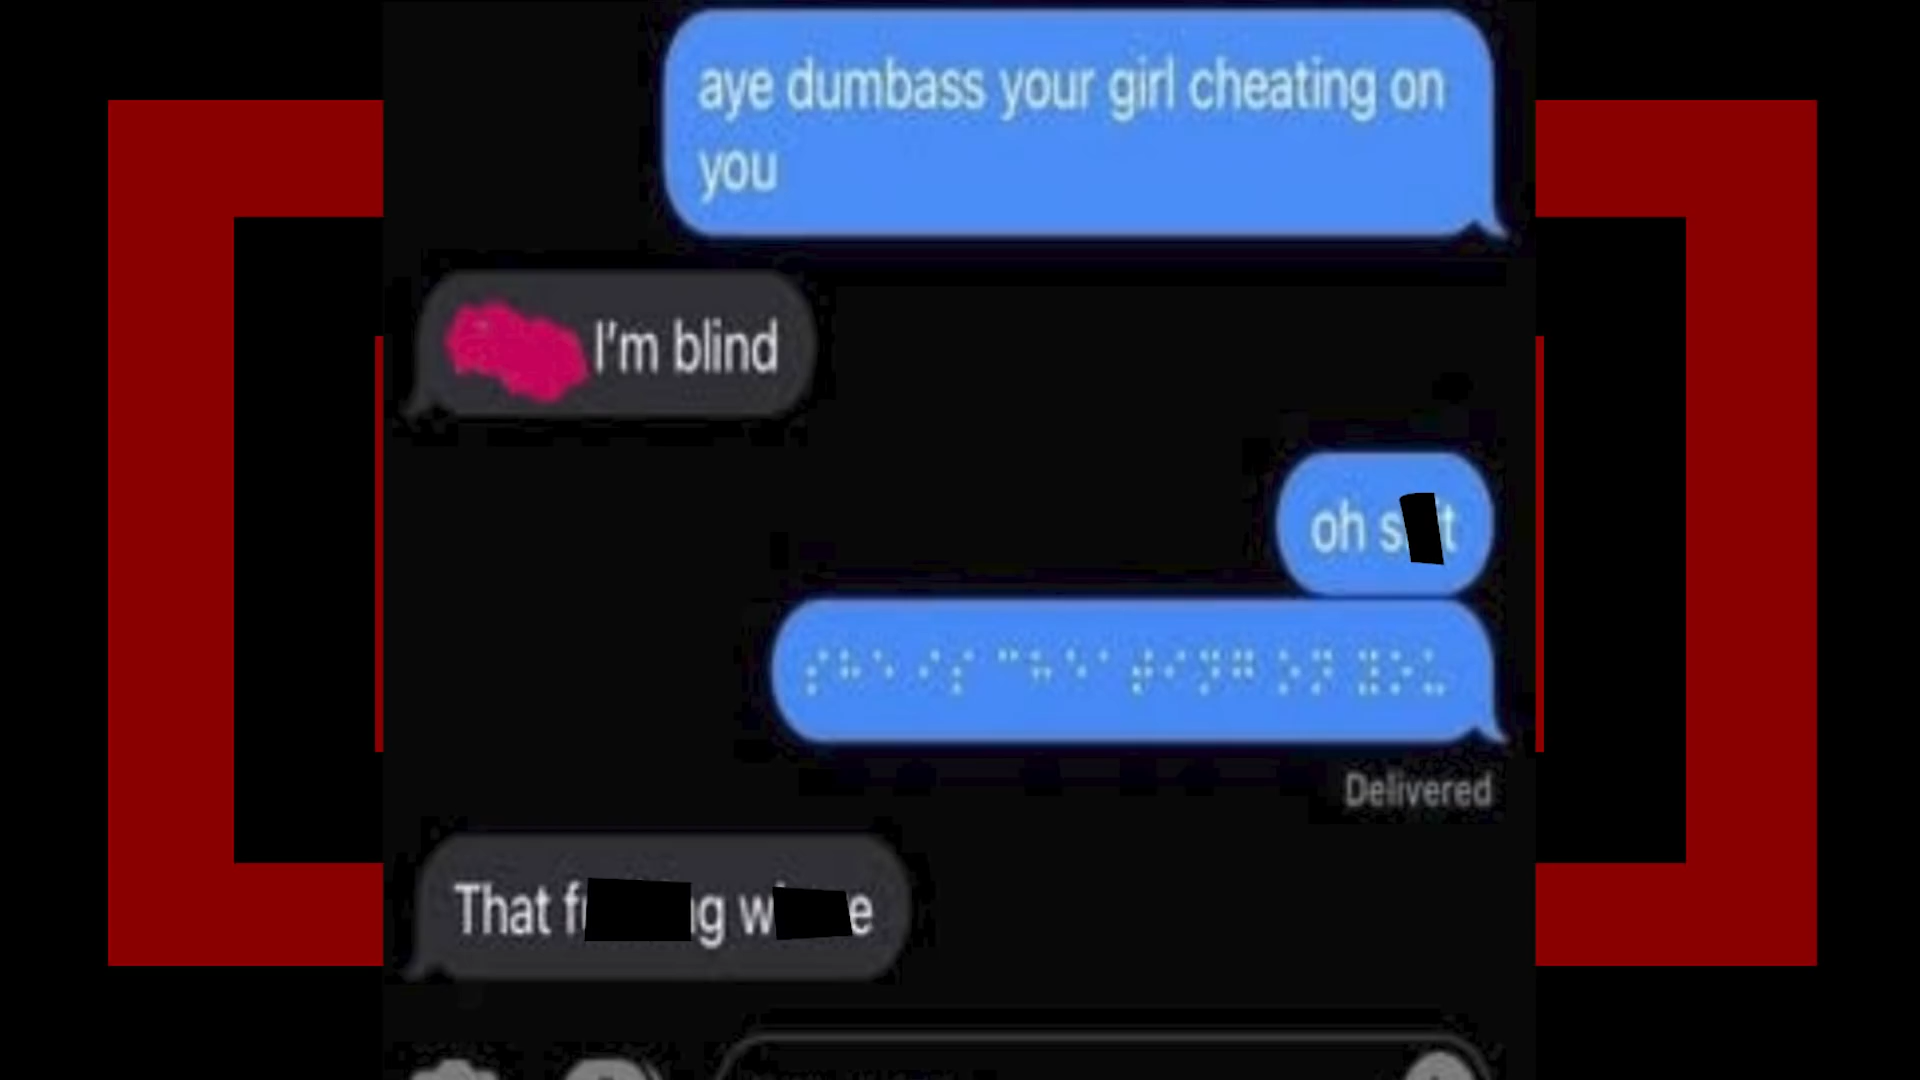 aye dumbass your girl cheating on
you
I'm blind
oh
⠎⠓⠑ ⠊⠎ ⠉⠓⠑⠁⠞⠊⠝⠛ ⠕⠝ ⠽⠕⠥
Delivered
That